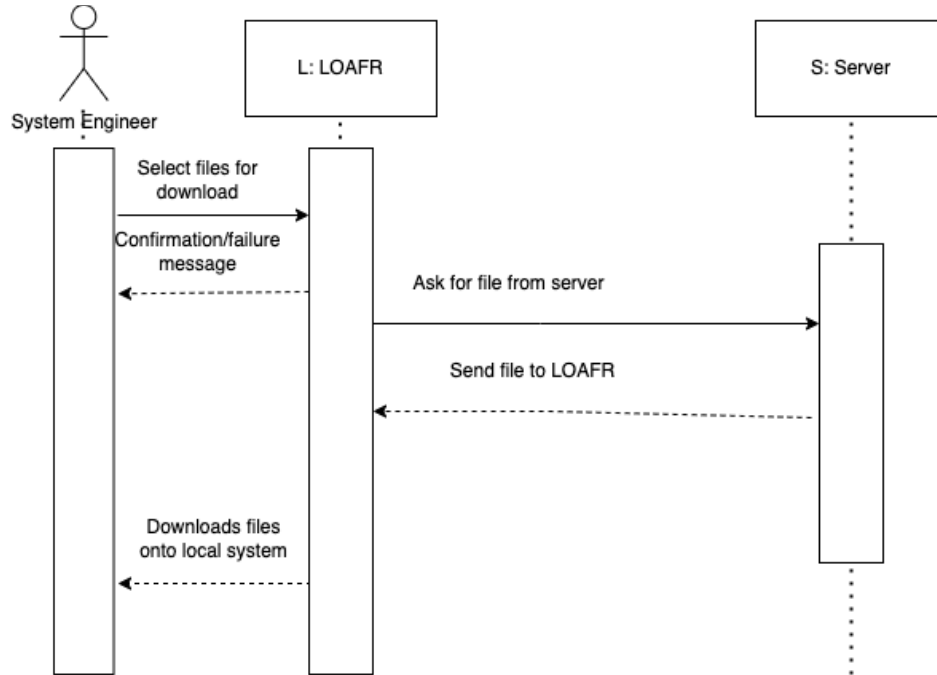 L: LOAFR
S: Server
System Engineer
Select files for
download
Confirmation/failure
message
Ask for file from server
Send file to LOAFR
Downloads files
onto local system